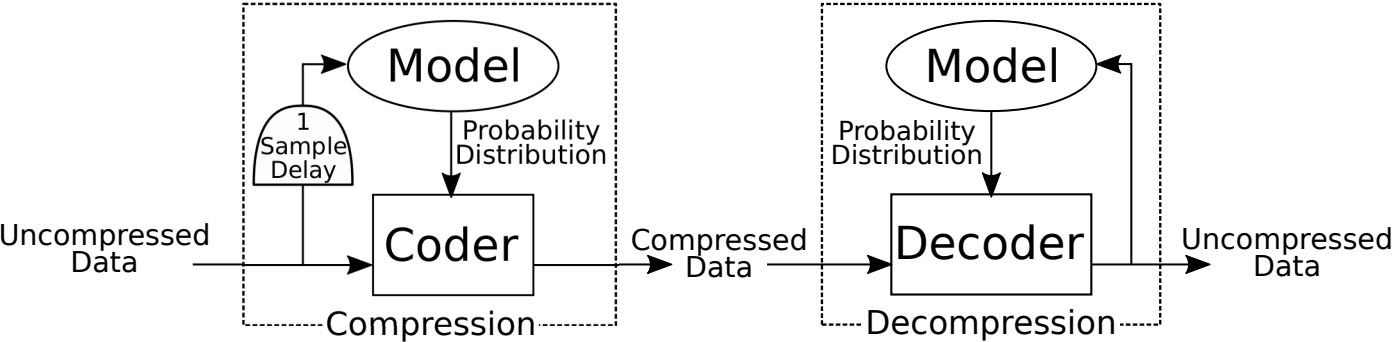 Model
1
Sample
Delay
Probability
Distribution
Uncompressed
Data
Coder
Compression
Compressed
Data
Model
Probability
Distribution
Decoder
Decompression
Uncompressed
Data